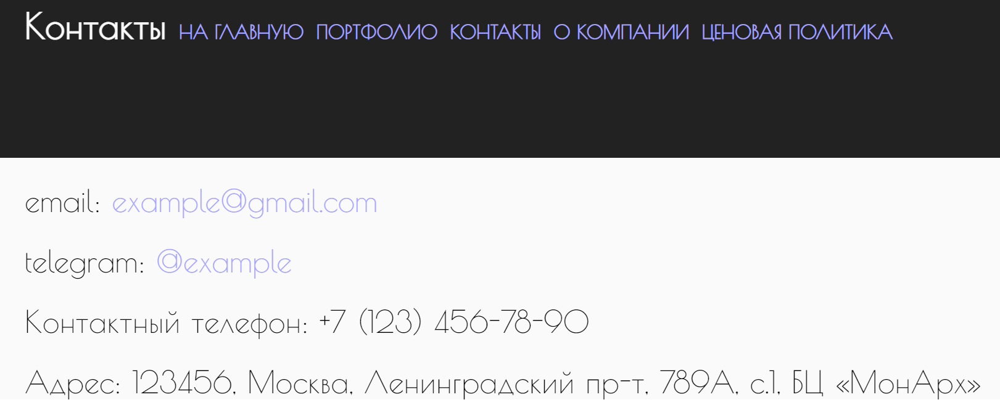 Контакты НА ГЛАВНУЮ ПОРТФОЛИО КОНТАКТЫ О КОМПАНИИ ЦЕНОВАЯ ПОЛИТИКА
email: example@gmail.com
telegram: @example
Контактный телефон: +7 (123) 456-78-90
Адрес: 123456, Москва, Ленинградский пр-т, 789А, с.1, БЦ «МонАрх»